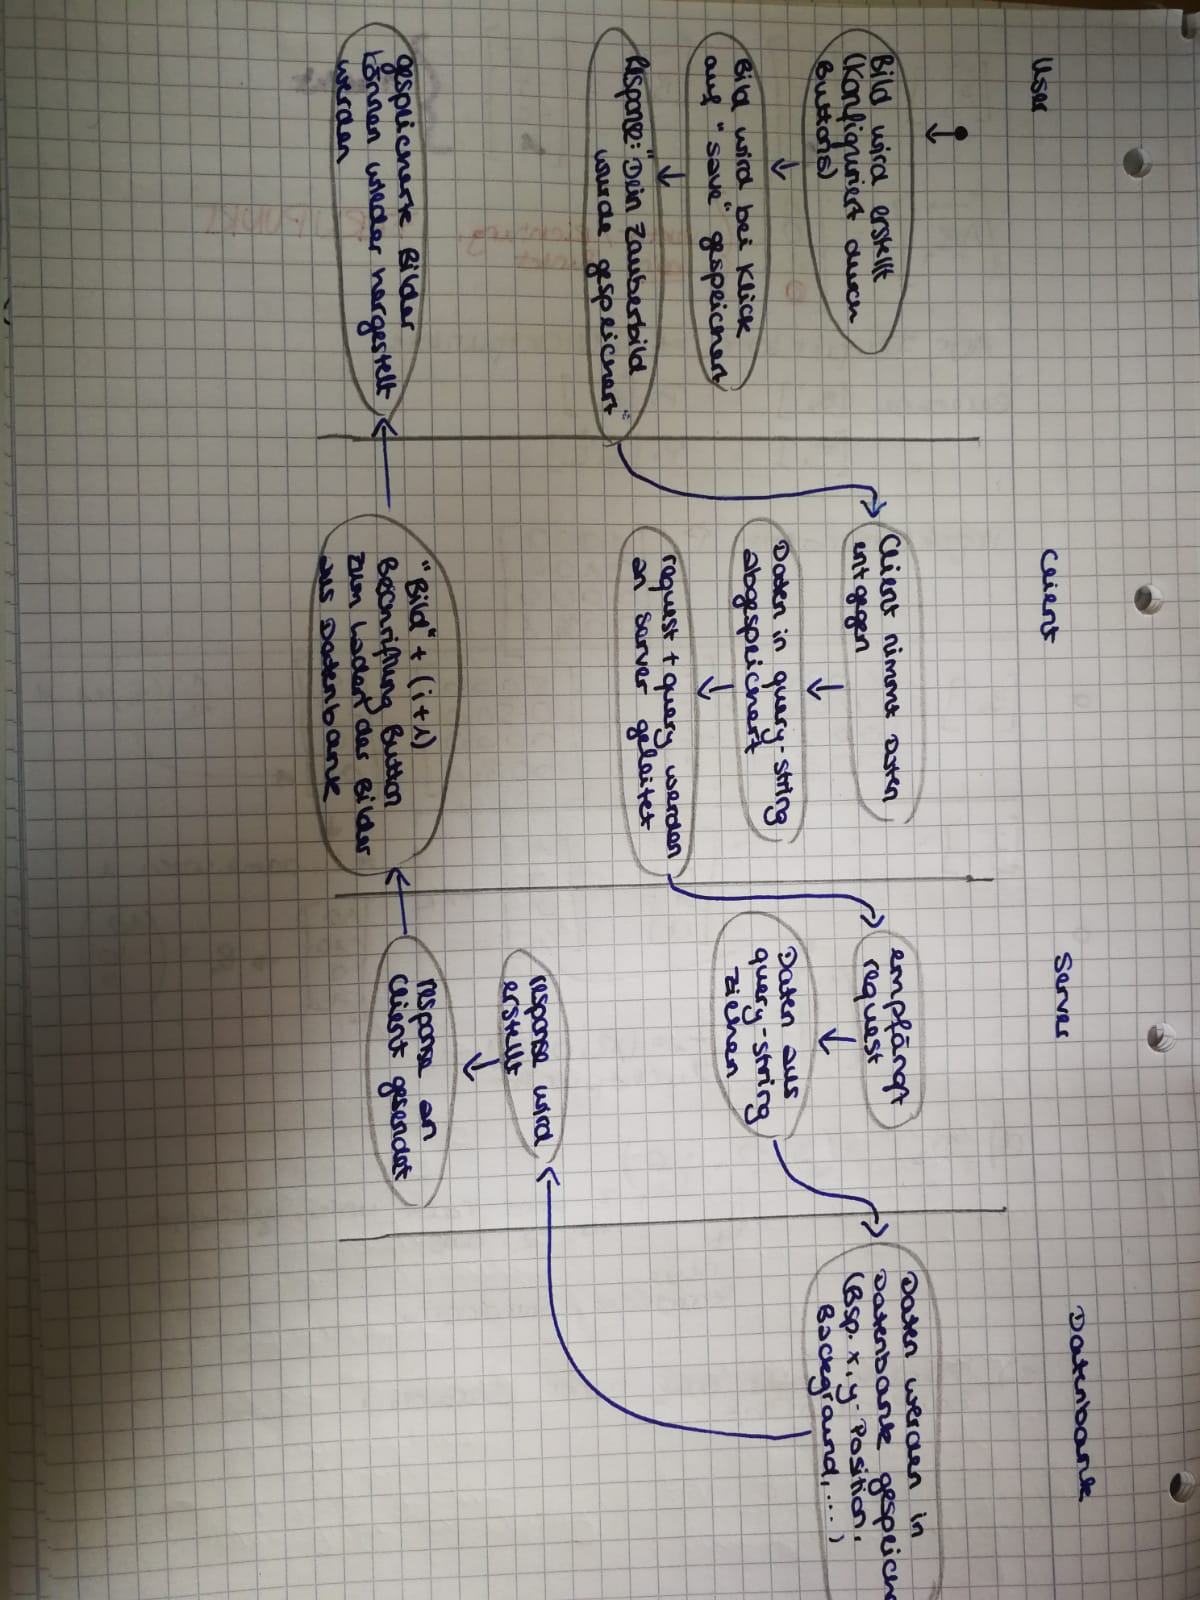 User
Bild wird erstellt
(Konfiguriert durch
Buttons)
Bild wird bei Klick
auf "save" gespeichert
Response: "Dein Zauberbild
wurde gespeichert"
gespeicherte Bilder
können wieder hergestellt
werden
Client
Client nimmt Daten
entgegen
Daten in query-string
abgespeichert
request + query werden
an Server geleitet
"Bild" + (i+1)
Beschriftung Button
zum Laden der Bilder
aus Datenbank
Server
empfängt
request
Daten aus
query-string
ziehen
response wird
erstellt
response an
Client gesendet
Datenbank
Daten werden in
Datenbank gespeich
(Bsp. x,y-Position,
Background,....)